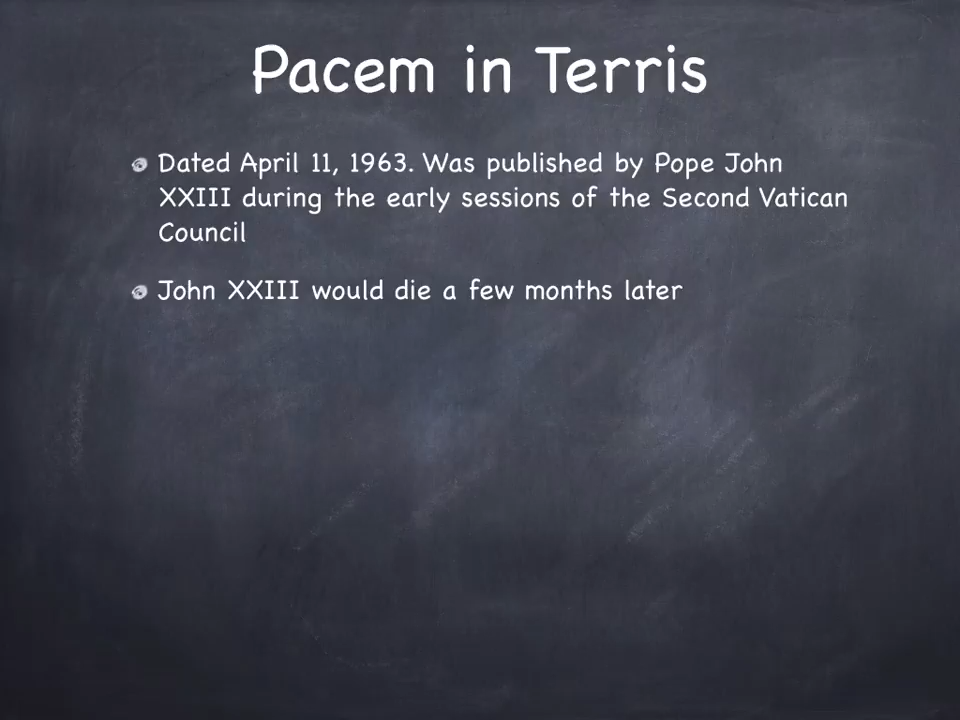 Pacem in Terris
Dated April 11, 1963. Was published by Pope John
XXIII during the early sessions of the Second Vatican
Council
John XXIII would die a few months later